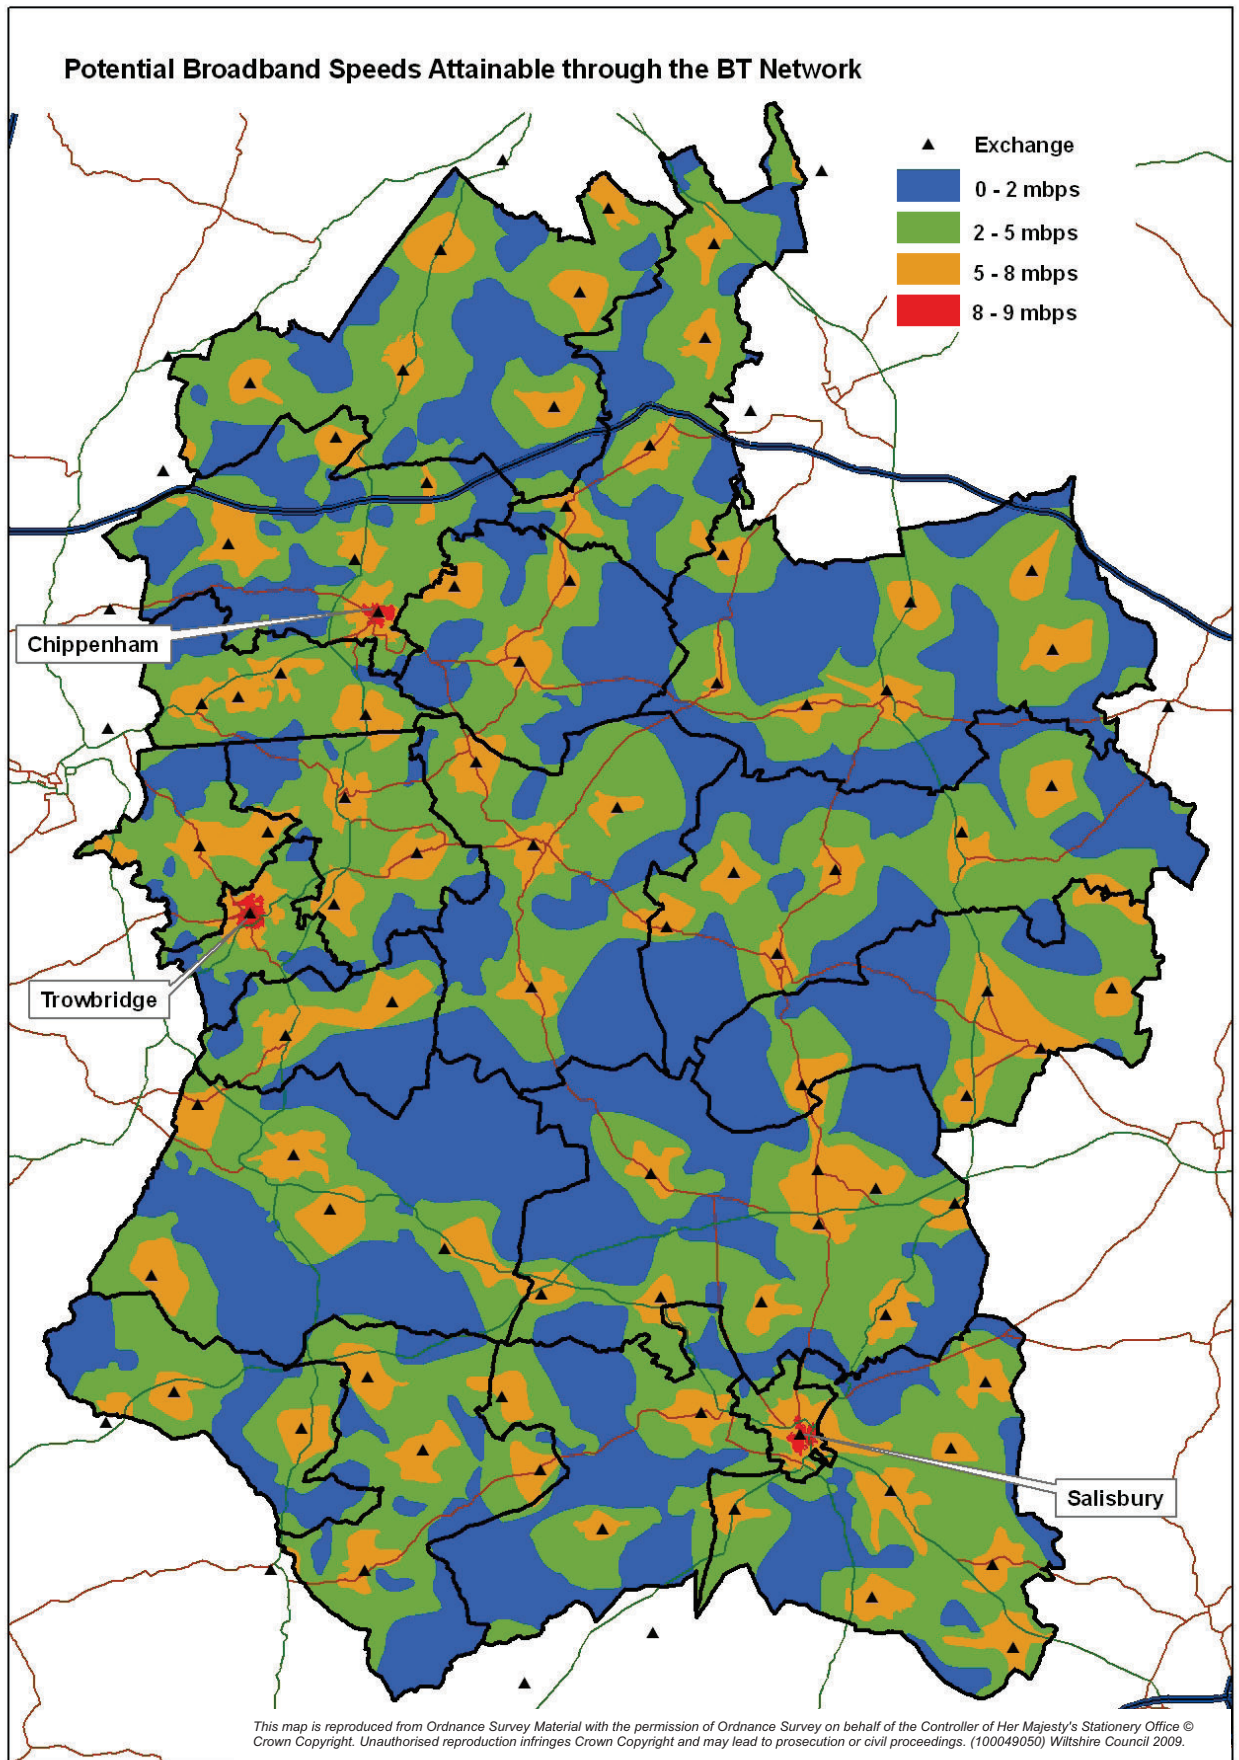 Potential Broadband Speeds Attainable through the BT Network
Exchange
0 - 2 mbps
2 - 5 mbps
5 - 8 mbps
8 - 9 mbps
Chippenham
Trowbridge
Salisbury
This map is reproduced from Ordnance Survey Material with the permission of Ordnance Survey on behalf of the Controller of Her Majesty's Stationery Office ©
Crown Copyright. Unauthorised reproduction infringes Crown Copyright and may lead to prosecution or civil proceedings. (100049050) Wiltshire Council 2009.